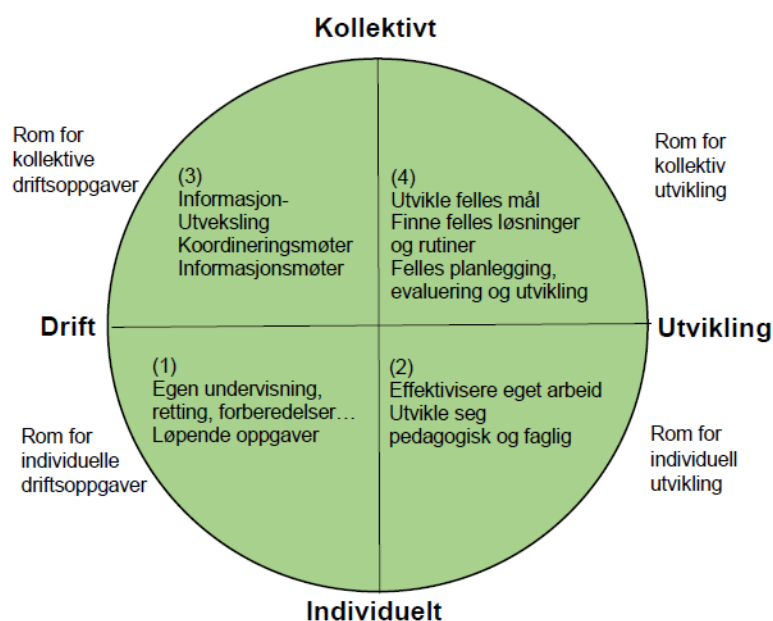 Kollektivt
Rom for
kollektive
driftsoppgaver
(3)
Informasjon-
Utveksling
Koordineringsmøter
Informasjonsmøter
(4)
Utvikle felles mål
Finne felles løsninger
og rutiner
Felles planlegging,
evaluering og utvikling
Rom for
kollektiv
utvikling
Drift
Utvikling
(1)
Egen undervisning,
retting, forberedelser…
Løpende oppgaver
(2)
Effektivisere eget arbeid
Utvikle seg
pedagogisk og faglig
Rom for
individuelle
driftsoppgaver
Rom for
individuell
utvikling
Individuelt